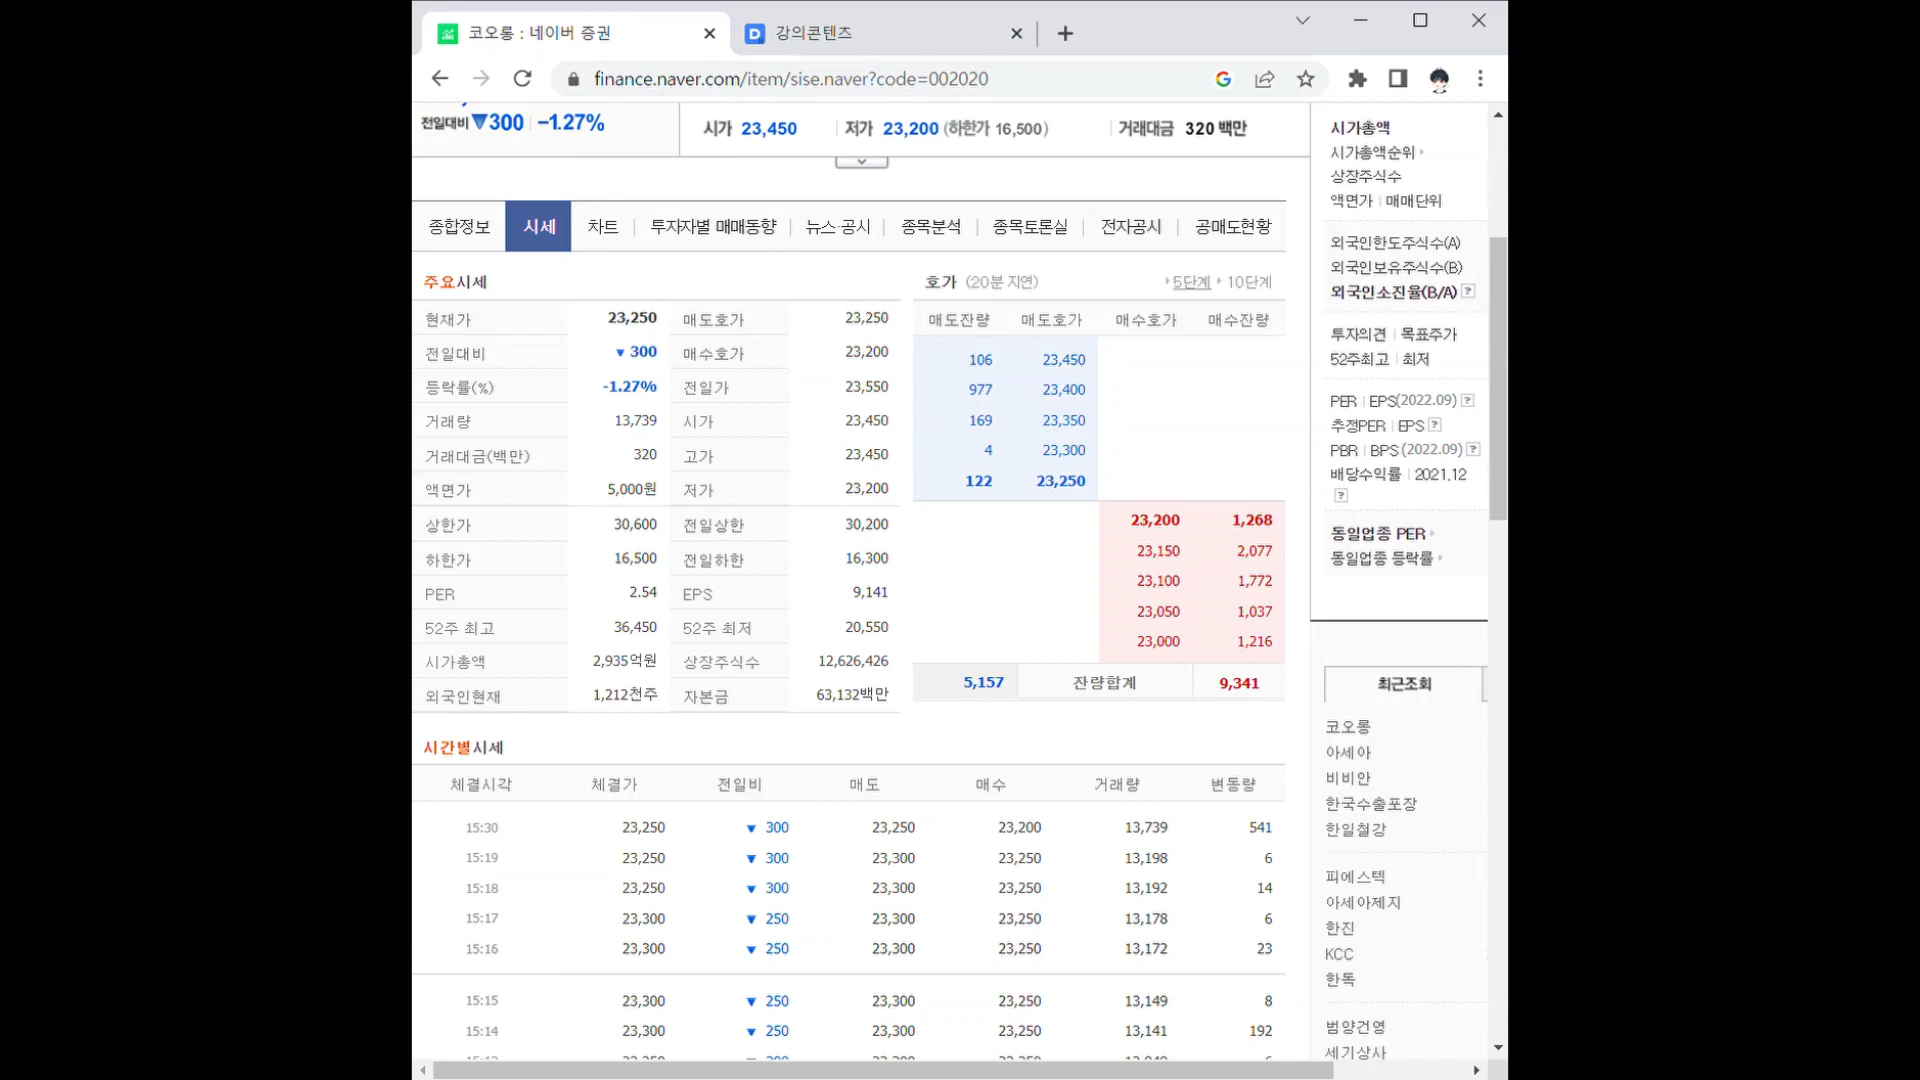 코오롱 : 네이버 증권
강의콘텐츠
finance.naver.com/item/sise.naver?code=002020
전일대비 ▼300 -1.27%
시가 23,450 저가 23,200 (하한가 16,500) 거래대금 320 백만
종합정보 시세 차트 투자자별 매매동향 뉴스·공시 종목분석 종목토론실 전자공시 공매도현황
주요시세
현재가 23,250 매도호가 23,250
전일대비 ▼ 300 매수호가 23,200
등락률(%) -1.27% 전일가 23,550
거래량 13,739 시가 23,450
거래대금(백만) 320 고가 23,450
액면가 5,000원 저가 23,200
상한가 30,600 전일상한 30,200
하한가 16,500 전일하한 16,300
PER 2.54 EPS 9,141
52주 최고 36,450 52주 최저 20,550
시가총액 2,935억원 상장주식수 12,626,426
외국인현재 1,212천주 자본금 63,132백만
호가 (20분 지연) 5단계 10단계
매도잔량 매도호가 매수호가 매수잔량
106 23,450
977 23,400
169 23,350
4 23,300
122 23,250
23,200 1,268
23,150 2,077
23,100 1,772
23,050 1,037
23,000 1,216
5,157 잔량합계 9,341
시간별시세
체결시각 체결가 전일비 매도 매수 거래량 변동량
15:30 23,250 ▼ 300 23,250 23,200 13,739 541
15:19 23,250 ▼ 300 23,300 23,250 13,198 6
15:18 23,250 ▼ 300 23,300 23,250 13,192 14
15:17 23,300 ▼ 250 23,300 23,250 13,178 6
15:16 23,300 ▼ 250 23,300 23,250 13,172 23
15:15 23,300 ▼ 250 23,300 23,250 13,149 8
15:14 23,300 ▼ 250 23,300 23,250 13,141 192
시가총액
시가총액순위
상장주식수
액면가 | 매매단위
외국인한도주식수(A)
외국인보유주식수(B)
외국인소진율(B/A) ?
투자의견 | 목표주가
52주최고 | 최저
PER | EPS(2022.09) ?
추정PER | EPS ?
PBR | BPS (2022.09) ?
배당수익률 | 2021.12
?
동일업종 PER
동일업종 등락률
최근조회
코오롱
아세아
비비안
한국수출포장
한일철강
피에스텍
아세아제지
한진
KCC
한독
범양건영
세기상사